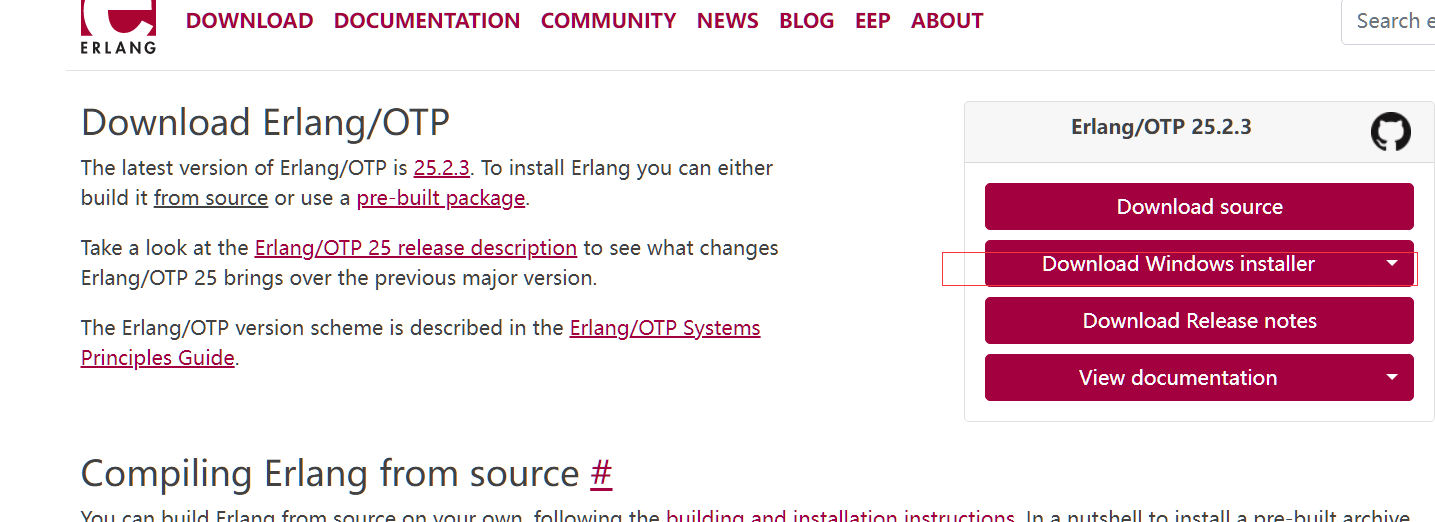 DOWNLOAD DOCUMENTATION COMMUNITY NEWS BLOG EEP ABOUT
Search e
ERLANG
Download Erlang/OTP
The latest version of Erlang/OTP is 25.2.3. To install Erlang you can either
build it from source or use a pre-built package.
Take a look at the Erlang/OTP 25 release description to see what changes
Erlang/OTP 25 brings over the previous major version.
The Erlang/OTP version scheme is described in the Erlang/OTP Systems
Principles Guide.
Erlang/OTP 25.2.3
Download source
Download Windows installer
Download Release notes
View documentation
Compiling Erlang from source #
You can build Erlang from source on your own, following the building and installation instructions. In a nutshell to install a pre-built archive